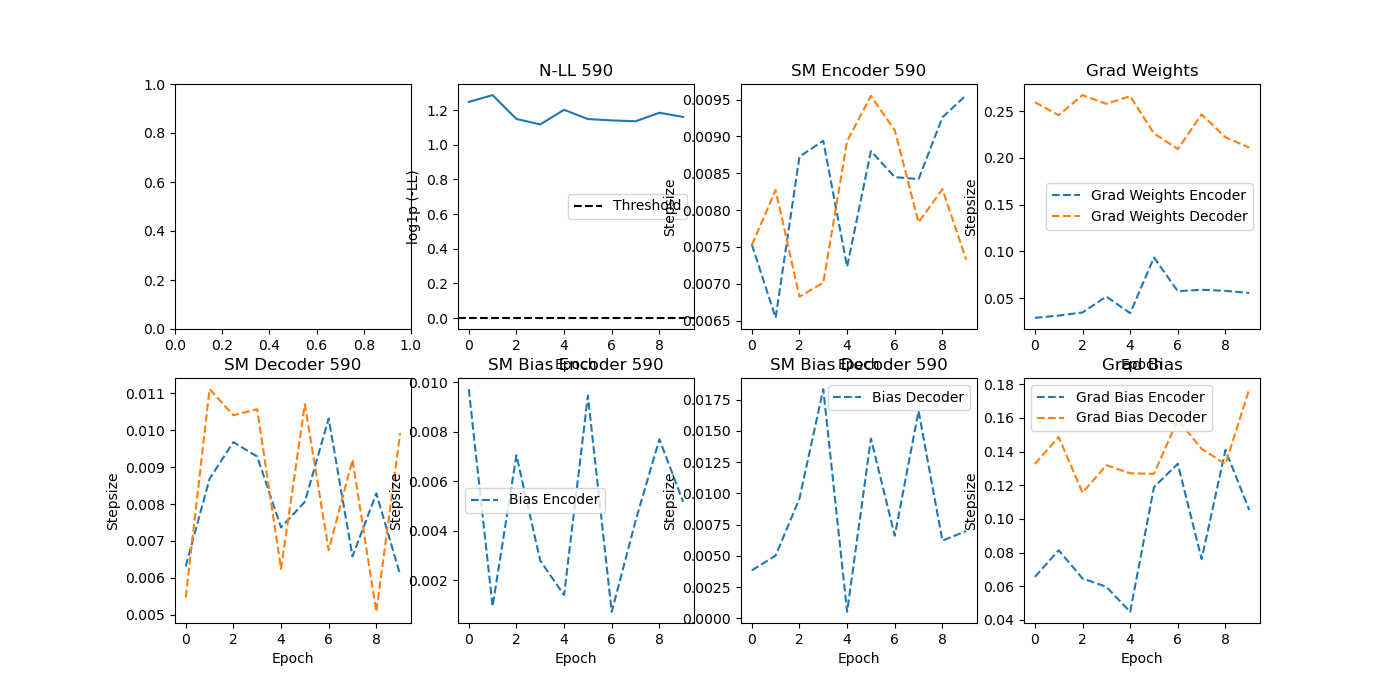 N-LL 590
SM Encoder 590
Grad Weights
1.0
0.8
0.6
0.4
0.2
0.0
0.0 0.2 0.4 0.6 0.8 1.0
log1p (-LL)
1.2
1.0
0.8
0.6
0.4
0.2
0.0
Threshold
0 2 4 6 8
Epoch
Stepsize
0.0095
0.0090
0.0085
0.0080
0.0075
0.0070
0.0065
0 2 4 6 8
Epoch
Stepsize
0.25
0.20
0.10
0.05
Grad Weights Encoder
Grad Weights Decoder
0 2 4 6 8
Epoch
SM Decoder 590
SM Bias Encoder 590
SM Bias Decoder 590
Grad Bias
Stepsize
0.011
0.010
0.009
0.008
0.007
0.006
0.005
0 2 4 6 8
Epoch
Stepsize
0.010
0.008
0.006
0.004
0.002
Bias Encoder
0 2 4 6 8
Epoch
Stepsize
0.0175
0.0150
0.0125
0.0100
0.0075
0.0050
0.0025
0.0000
Bias Decoder
0 2 4 6 8
Epoch
Stepsize
0.18
0.16
0.14
0.12
0.10
0.08
0.06
0.04
Grad Bias Encoder
Grad Bias Decoder
0 2 4 6 8
Epoch